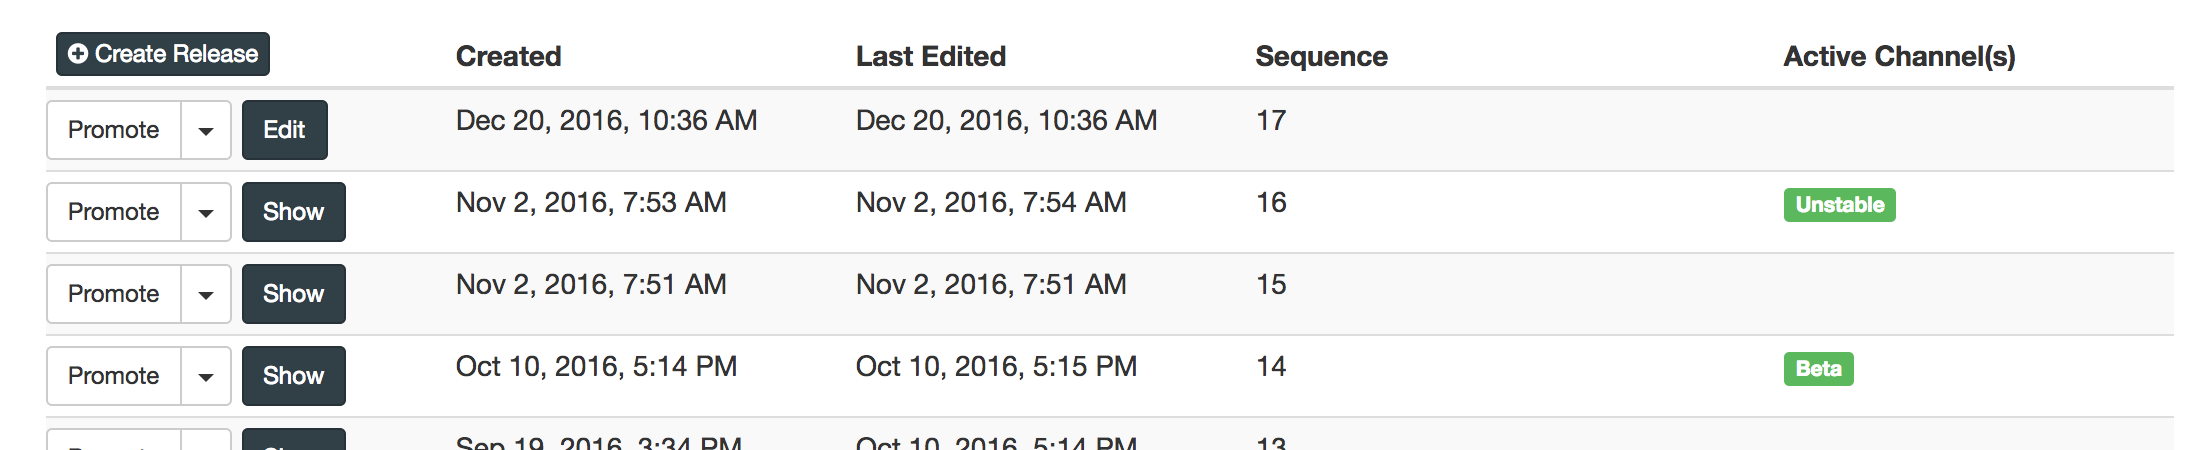 Create Release Created Last Edited Sequence Active Channel(s)
Promote Edit Dec 20, 2016, 10:36 AM Dec 20, 2016, 10:36 AM 17
Promote Show Nov 2, 2016, 7:53 AM Nov 2, 2016, 7:54 AM 16 Unstable
Promote Show Nov 2, 2016, 7:51 AM Nov 2, 2016, 7:51 AM 15
Promote Show Oct 10, 2016, 5:14 PM Oct 10, 2016, 5:15 PM 14 Beta
Promote Show Sep 19, 2016, 3:34 PM Oct 10, 2016, 5:14 PM 13